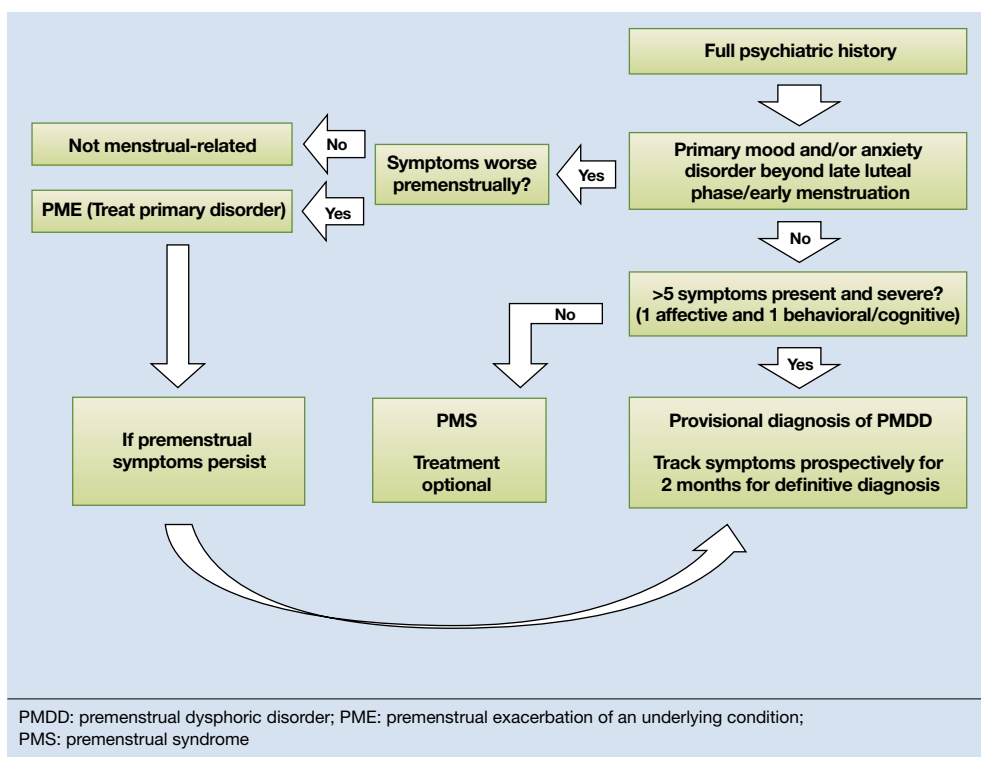 Full psychiatric history
Primary mood and/or anxiety
disorder beyond late luteal
phase/early menstruation
Yes
Symptoms worse
premenstrually?
No
Not menstrual-related
Yes
PME (Treat primary disorder)
No
>5 symptoms present and severe?
(1 affective and 1 behavioral/cognitive)
No
Yes
If premenstrual
symptoms persist
PMS
Treatment
optional
Provisional diagnosis of PMDD
Track symptoms prospectively for
2 months for definitive diagnosis
PMDD: premenstrual dysphoric disorder; PME: premenstrual exacerbation of an underlying condition;
PMS: premenstrual syndrome